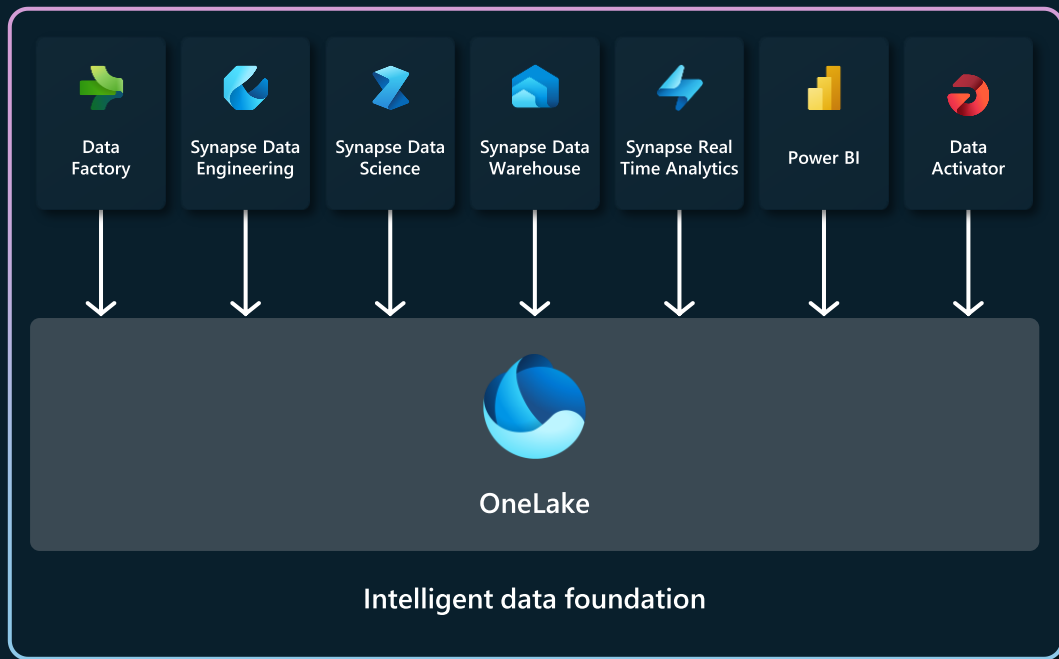 Data
Factory
Synapse Data
Engineering
Synapse Data
Science
Synapse Data
Warehouse
Synapse Real
Time Analytics
Power BI
Data
Activator
OneLake
Intelligent data foundation